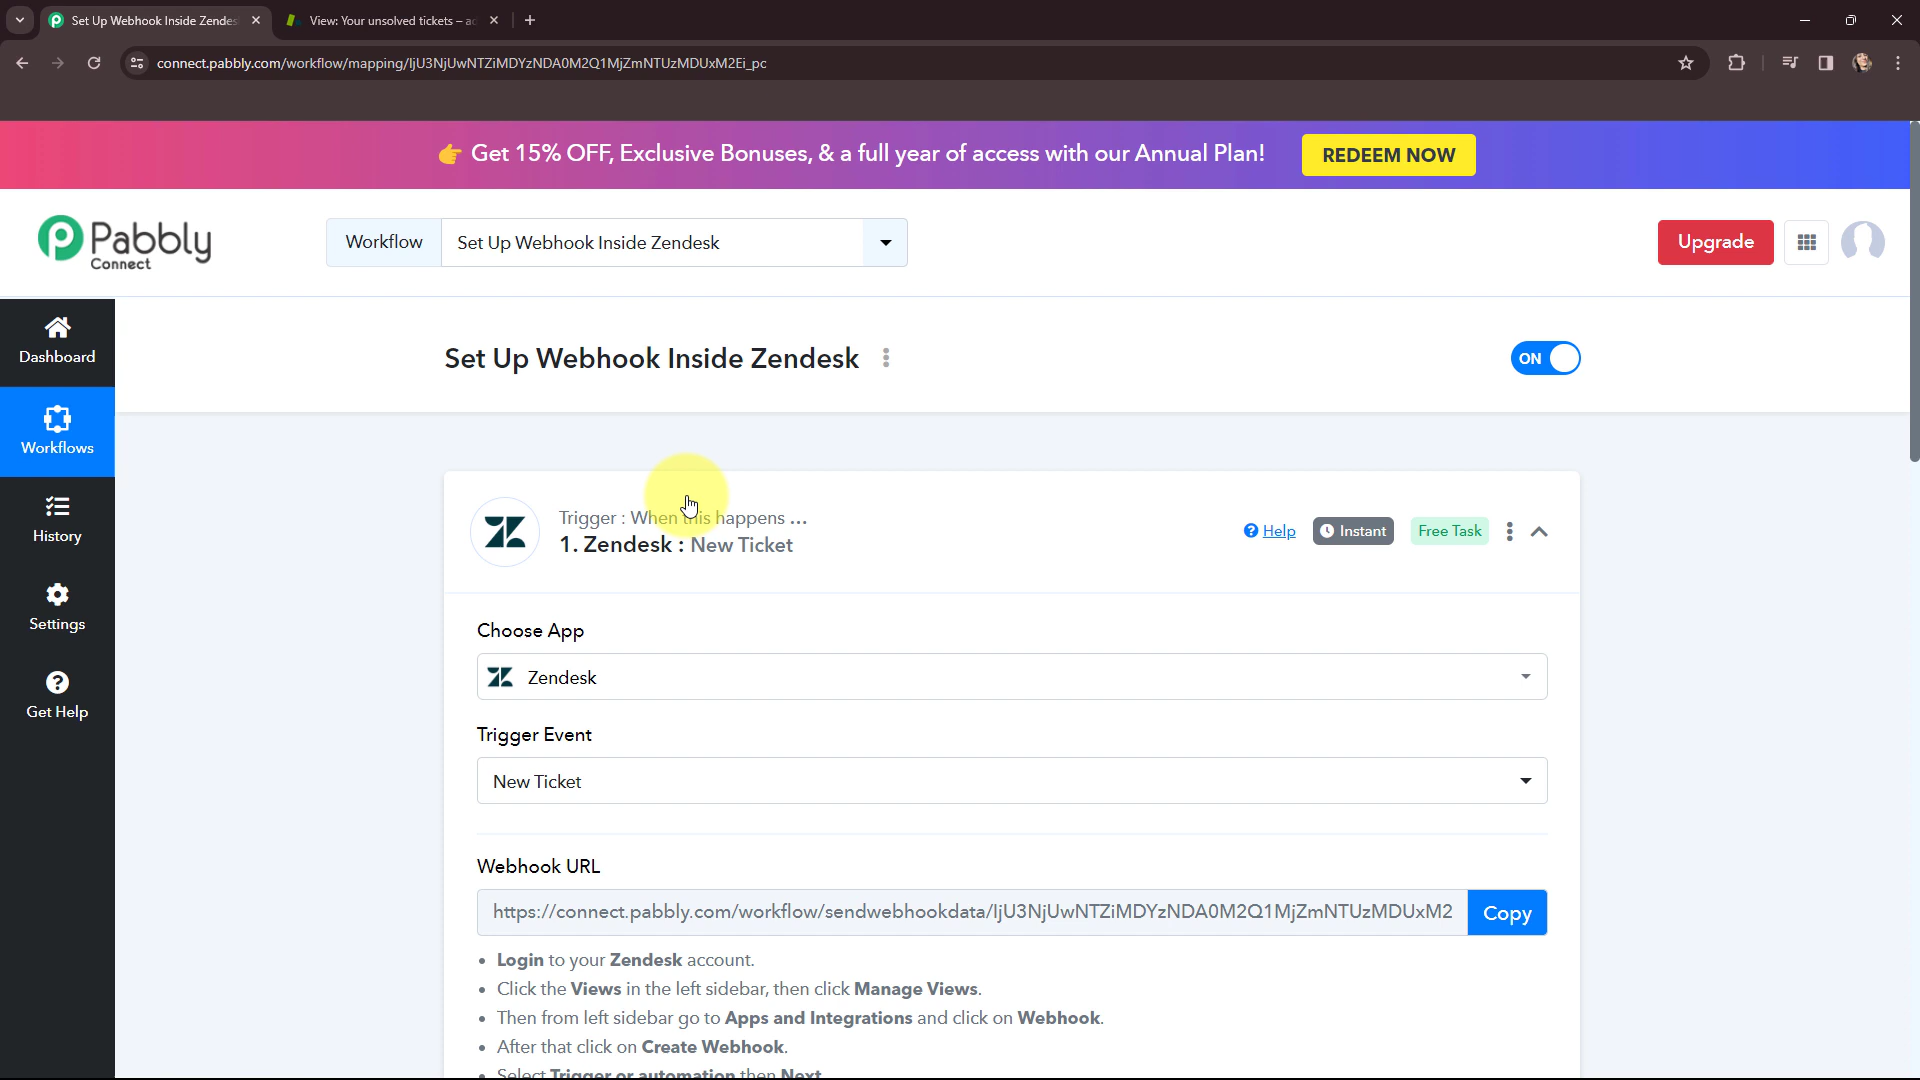 Set Up Webhook Inside Zendes
View: Your unsolved tickets – a
connect.pabbly.com/workflow/mapping/IjU3NjUwNTZiMDYzNDA0M2Q1MjZmNTUzMDUxM2Ei_pc
👉 Get 15% OFF, Exclusive Bonuses, & a full year of access with our Annual Plan!
REDEEM NOW
Pabbly
Connect
Workflow
Set Up Webhook Inside Zendesk
Upgrade
Dashboard
Workflows
History
Settings
Get Help
Set Up Webhook Inside Zendesk
ON
Trigger : When this happens ...
1. Zendesk : New Ticket
Help
Instant
Free Task
Choose App
Zendesk
Trigger Event
New Ticket
Webhook URL
https://connect.pabbly.com/workflow/sendwebhookdata/IjU3NjUwNTZiMDYzNDA0M2Q1MjZmNTUzMDUxM2
Copy
• Login to your Zendesk account.
• Click the Views in the left sidebar, then click Manage Views.
• Then from left sidebar go to Apps and Integrations and click on Webhook.
• After that click on Create Webhook.
• Select Trigger or automation then Next